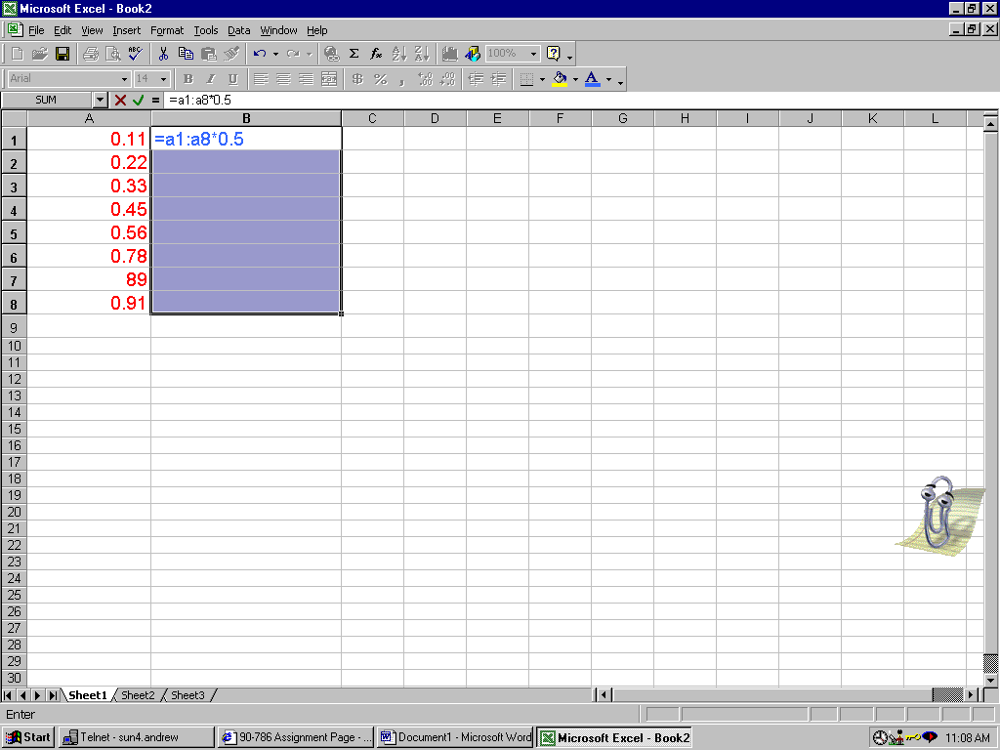 Microsoft Excel - Book2
File Edit View Insert Format Tools Data Window Help
ABC Σ fx A Z Z A 100% ?
Arial 14 B I U $ % , A
SUM = =a1:a8*0.5
A B C D E F G H I J K L
1 0.11 =a1:a8*0.5
2 0.22
3 0.33
4 0.45
5 0.56
6 0.78
7 89
8 0.91
9
10
11
12
13
14
15
16
17
18
19
20
21
22
23
24
25
26
27
28
29
30
Sheet1 Sheet2 Sheet3
Enter
Start Telnet - sun4.andrew 90-786 Assignment Page - ... Document1 - Microsoft Word Microsoft Excel - Book2 11:08 AM